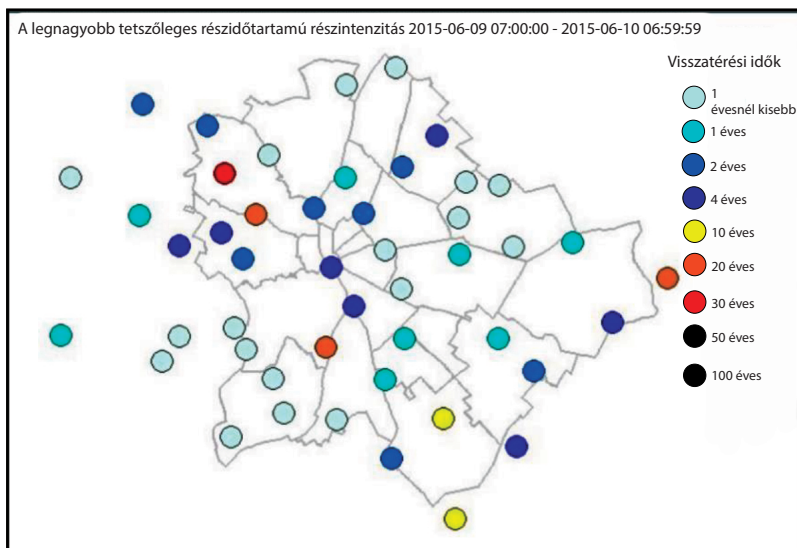 A legnagyobb tetszőleges részidőtartamú részintenzitás 2015-06-09 07:00:00 - 2015-06-10 06:59:59
Visszatérési idők
1
évesnél kisebb
1 éves
2 éves
4 éves
10 éves
20 éves
30 éves
50 éves
100 éves